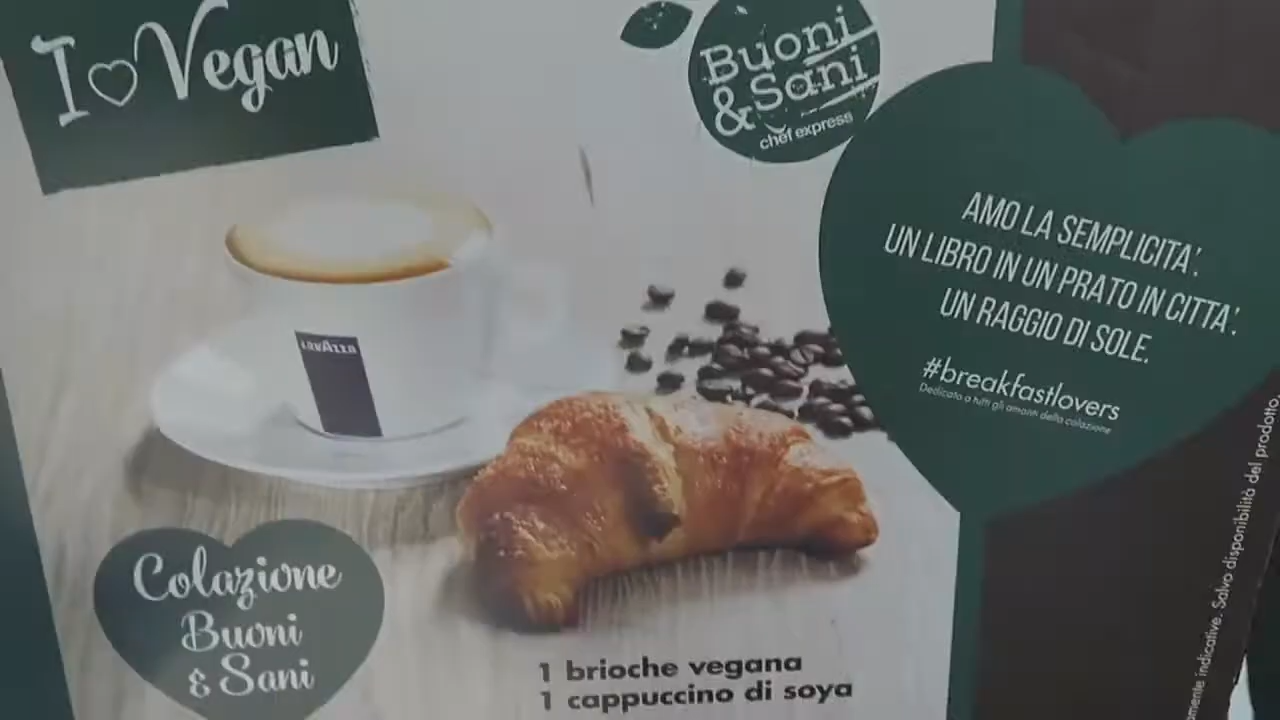 I ♡ Vegan
Buoni
& Sani
chef express
LAVAZZA
AMO LA SEMPLICITA'.
UN LIBRO IN UN PRATO IN CITTA'.
UN RAGGIO DI SOLE.
#breakfastlovers
Dedicato a tutti gli amanti della colazione
Colazione
Buoni
& Sani
1 brioche vegana
1 cappuccino di soya
mente indicative. Salvo disponibilità del prodotto.